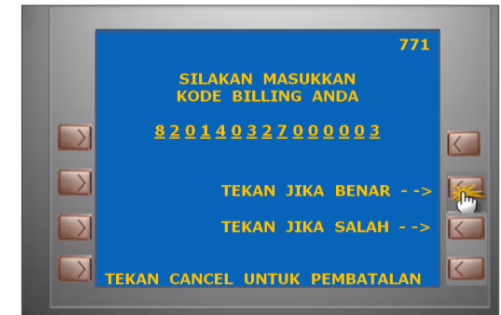 771
SILAKAN MASUKKAN
KODE BILLING ANDA
820140327000003
TEKAN JIKA BENAR -->
TEKAN JIKA SALAH -->
TEKAN CANCEL UNTUK PEMBATALAN